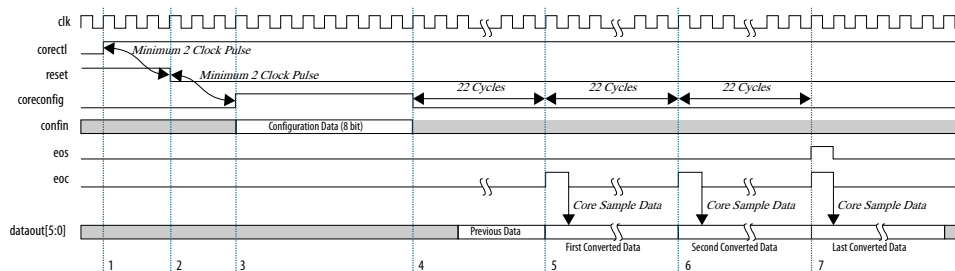 clk
corectl
Minimum 2 Clock Pulse
reset
Minimum 2 Clock Pulse
coreconfig
22 Cycles 22 Cycles 22 Cycles
confin
Configuration Data (8 bit)
eos
eoc
Core Sample Data Core Sample Data Core Sample Data
dataout[5:0]
Previous Data
First Converted Data Second Converted Data Last Converted Data
1 2 3 4 5 6 7